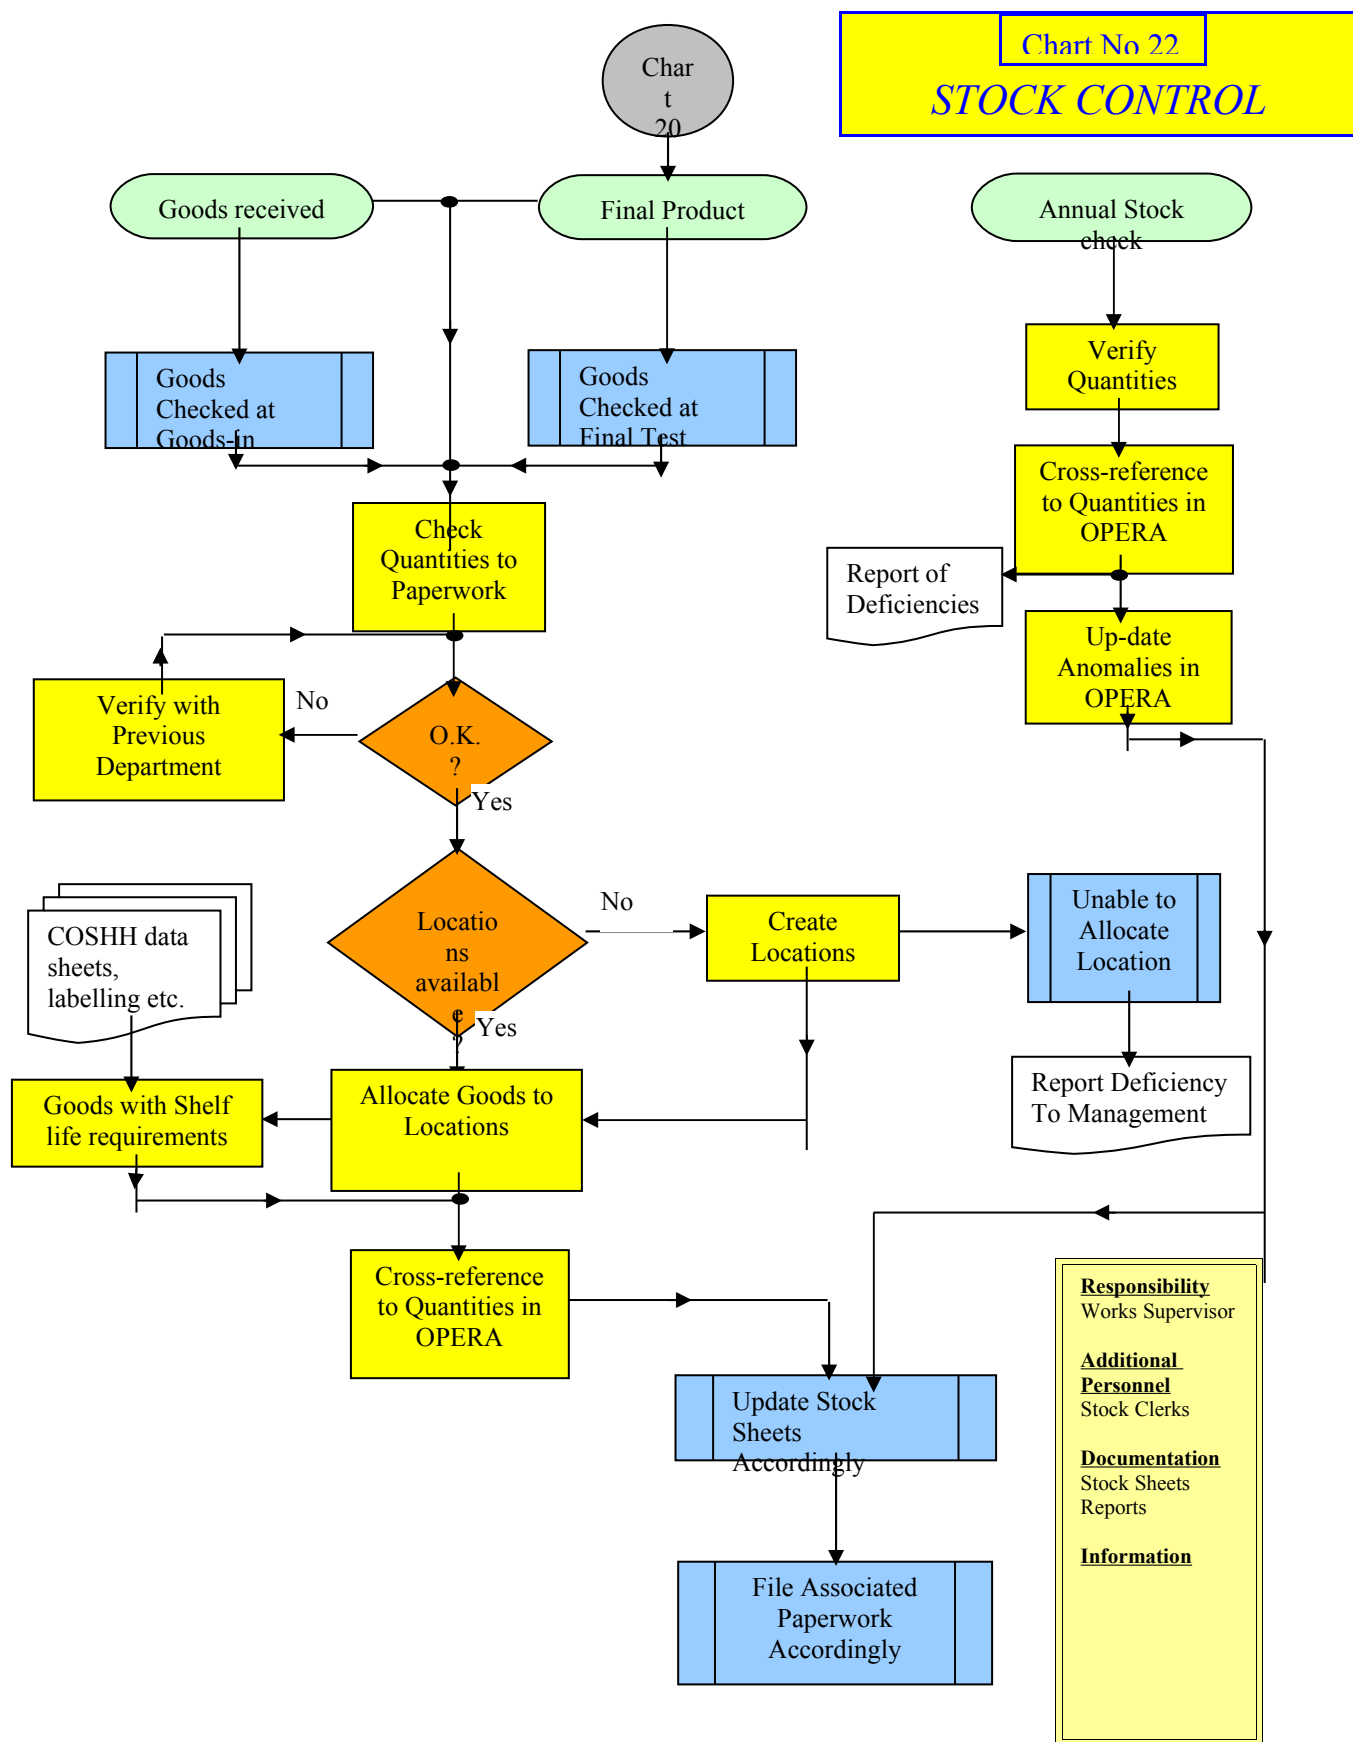 Chart No 22
STOCK CONTROL
Char
t
20
Goods received
Final Product
Annual Stock
check
Goods
Checked at
Goods-in
Goods
Checked at
Final Test
Verify
Quantities
Cross-reference
to Quantities in
OPERA
Check
Quantities to
Paperwork
Report of
Deficiencies
Up-date
Anomalies in
OPERA
Verify with
Previous
Department
No
O.K.
?
Yes
COSHH data
sheets,
labelling etc.
Locatio
ns
availabl
e
?
No
Yes
Create
Locations
Unable to
Allocate
Location
Report Deficiency
To Management
Goods with Shelf
life requirements
Allocate Goods to
Locations
Cross-reference
to Quantities in
OPERA
Update Stock
Sheets
Accordingly
File Associated
Paperwork
Accordingly
Responsibility
Works Supervisor
Additional
Personnel
Stock Clerks
Documentation
Stock Sheets
Reports
Information